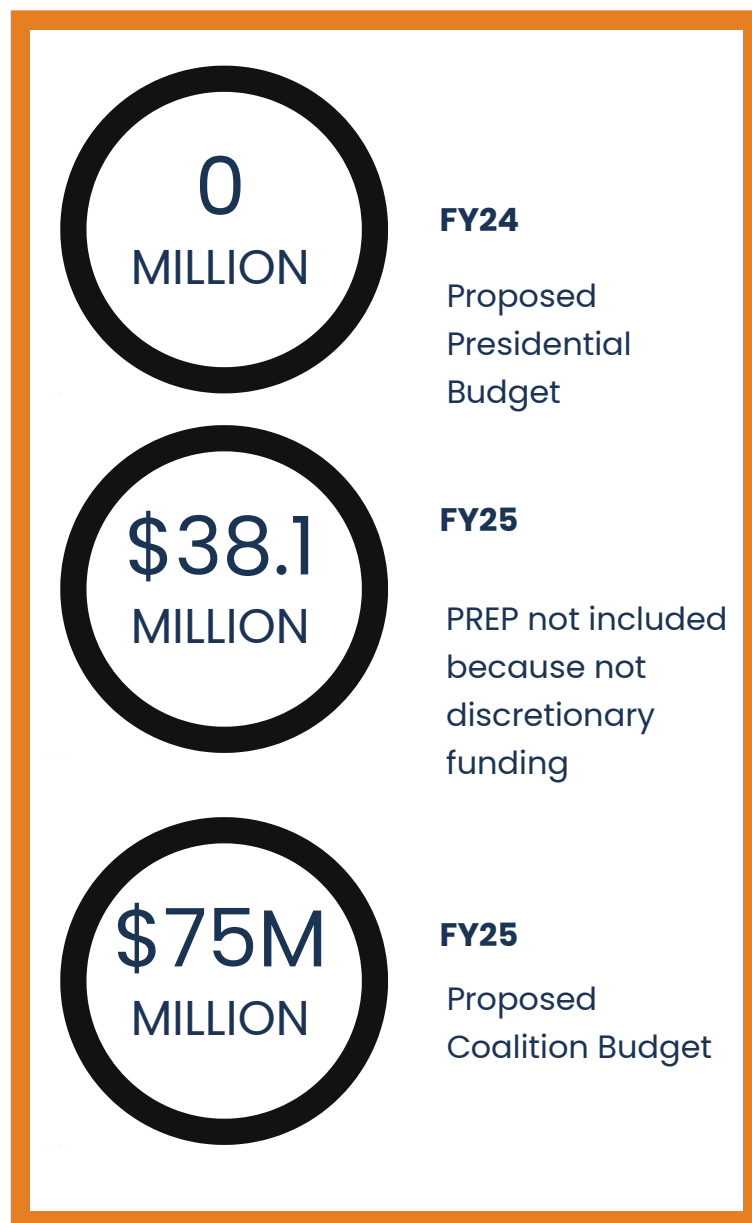 0
MILLION
FY24
Proposed
Presidential
Budget
$38.1
MILLION
FY25
PREP not included
because not
discretionary
funding
$75M
MILLION
FY25
Proposed
Coalition Budget